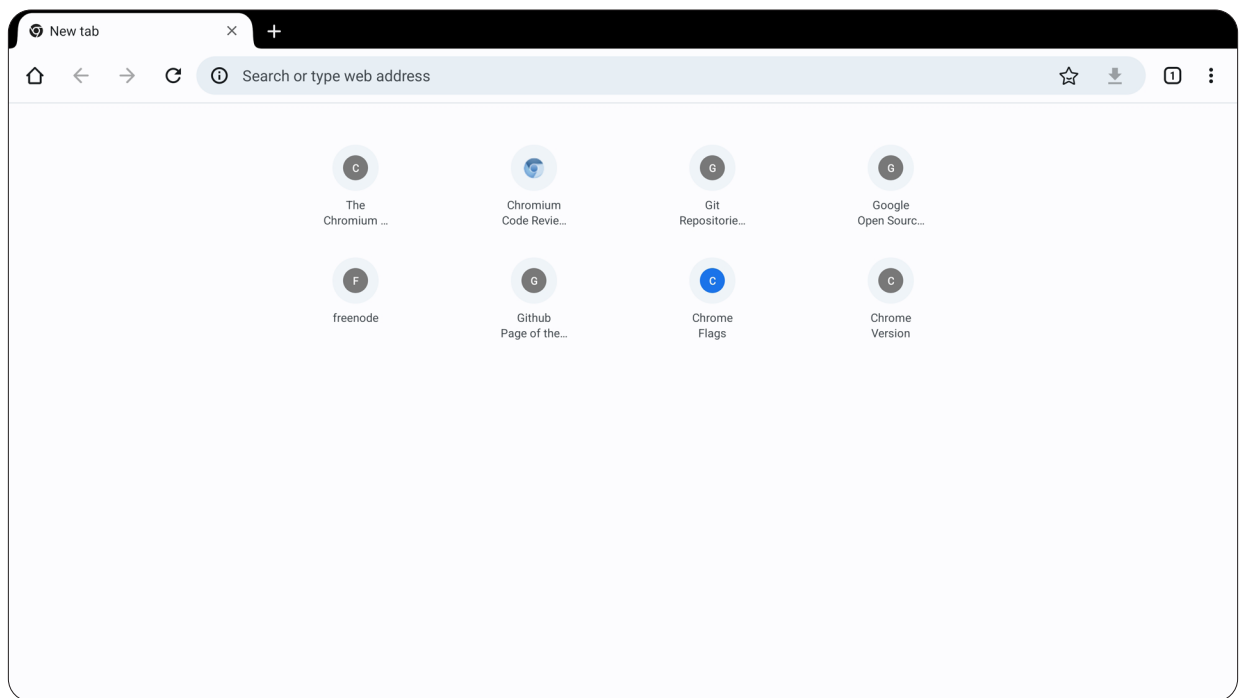 New tab
Search or type web address
1
C
G
G
The
Chromium ...
Chromium
Code Revie...
Git
Repositorie...
Google
Open Sourc...
F
G
C
C
freenode
Github
Page of the...
Chrome
Flags
Chrome
Version